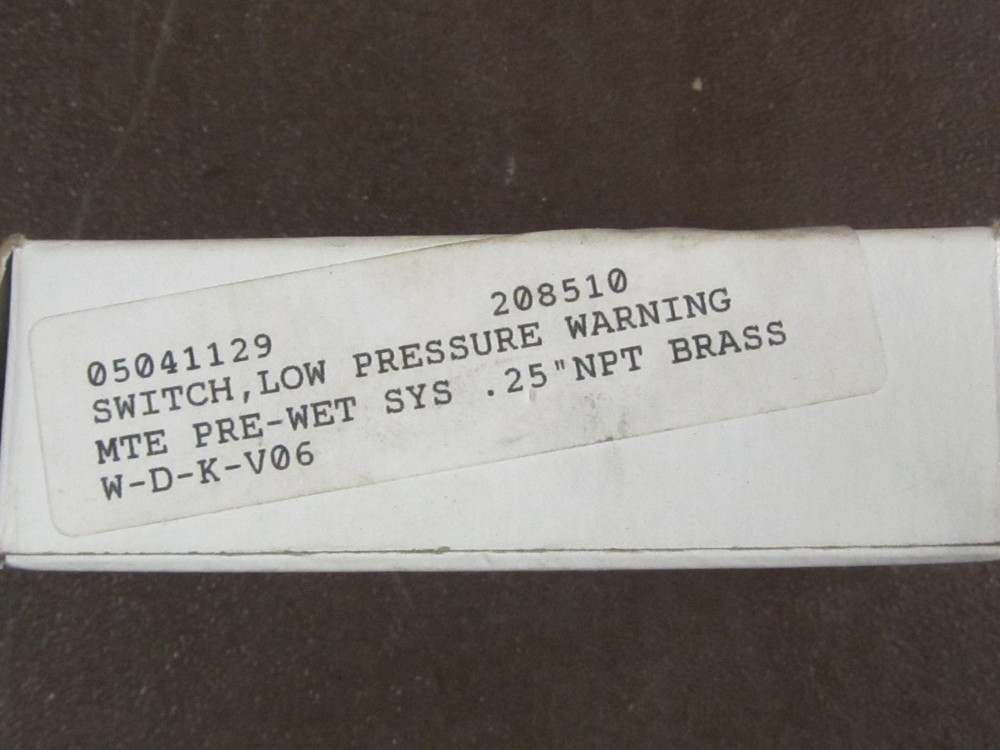 05041129 208510
SWITCH,LOW PRESSURE WARNING
MTE PRE-WET SYS .25"NPT BRASS
W-D-K-V06